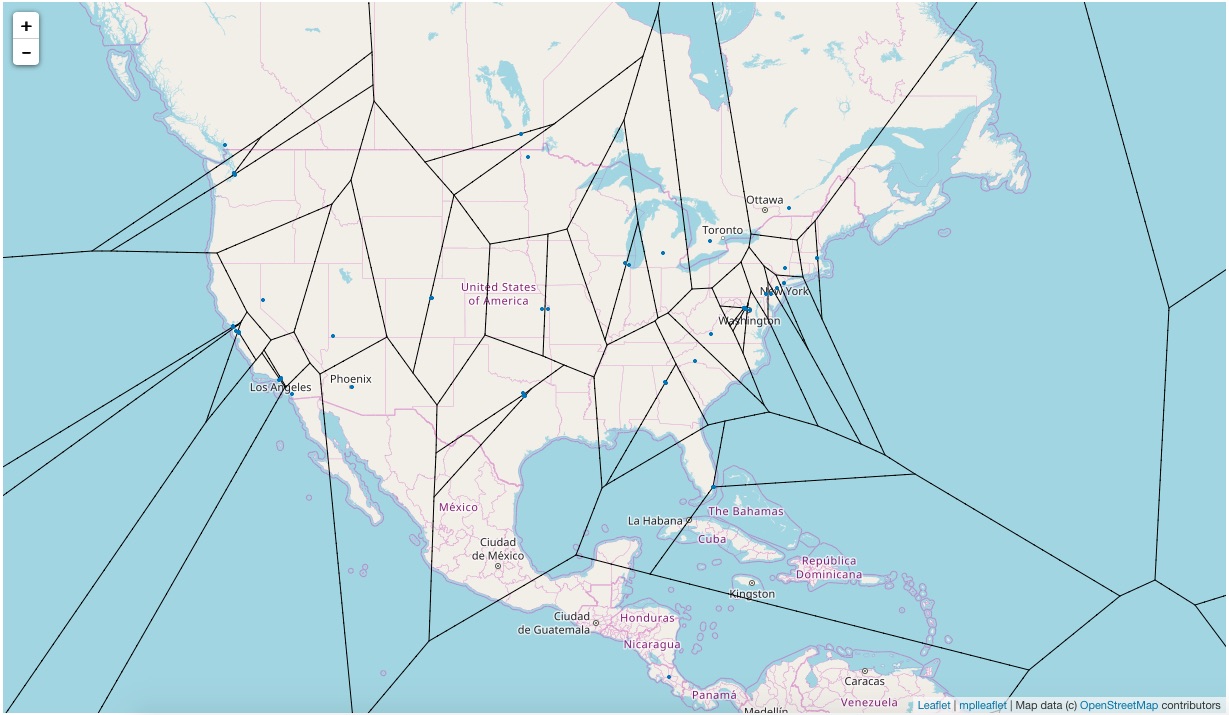 +
−
Ottawa
Toronto
United States
of America
New York
Washington
Phoenix
Los Angeles
México
La Habana
The Bahamas
Cuba
Ciudad
de México
República
Dominicana
Kingston
Ciudad
de Guatemala
Honduras
Nicaragua
Caracas
Panamá
Medellín
Venezuela
Leaflet | mplleaflet | Map data (c) OpenStreetMap contributors